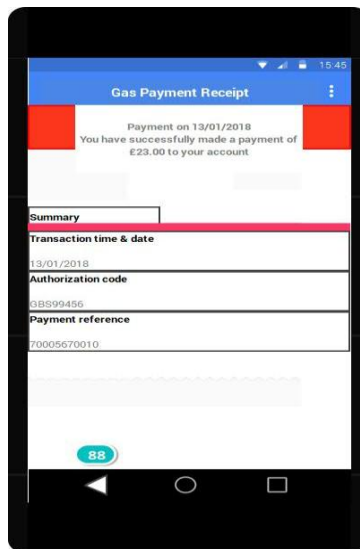 15:45
Gas Payment Receipt
Payment on 13/01/2018
You have successfully made a payment of
£23.00 to your account
Summary
Transaction time & date
13/01/2018
Authorization code
GBS99456
Payment reference
70005670010
88